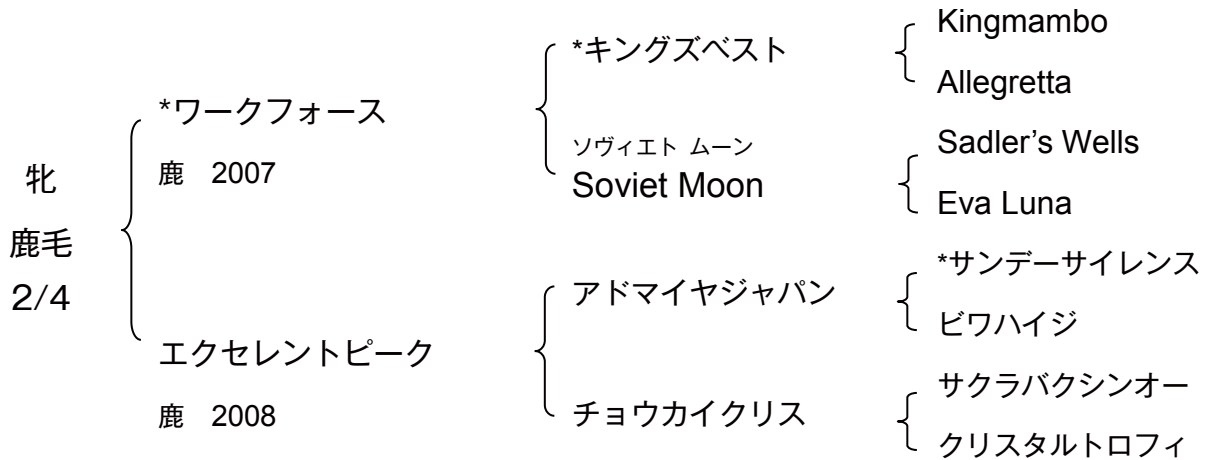 牝
鹿毛
2/4
*ワークフォース
鹿 2007
エクセレントピーク
鹿 2008
*キングズベスト
ソヴィエト ムーン
Soviet Moon
アドマイヤジャパン
チョウカイクリス
Kingmambo
Allegretta
Sadler's Wells
Eva Luna
*サンデーサイレンス
ビワハイジ
サクラバクシンオー
クリスタルトロフィ